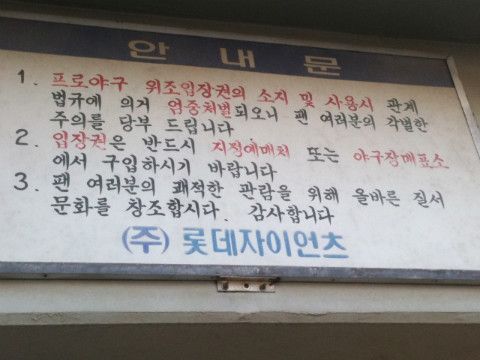 안내문
1. 프로야구 위조입장권의 소지 및 사용시 관계
법규에 의거 엄중처벌되오니 팬 여러분의 각별한
주의를 당부 드립니다
2. 입장권은 반드시 지정예매처 또는 야구장매표소
에서 구입하시기 바랍니다
3. 팬 여러분의 쾌적한 관람을 위해 올바른 질서
문화를 창조합시다. 감사합니다
(주) 롯데자이언츠